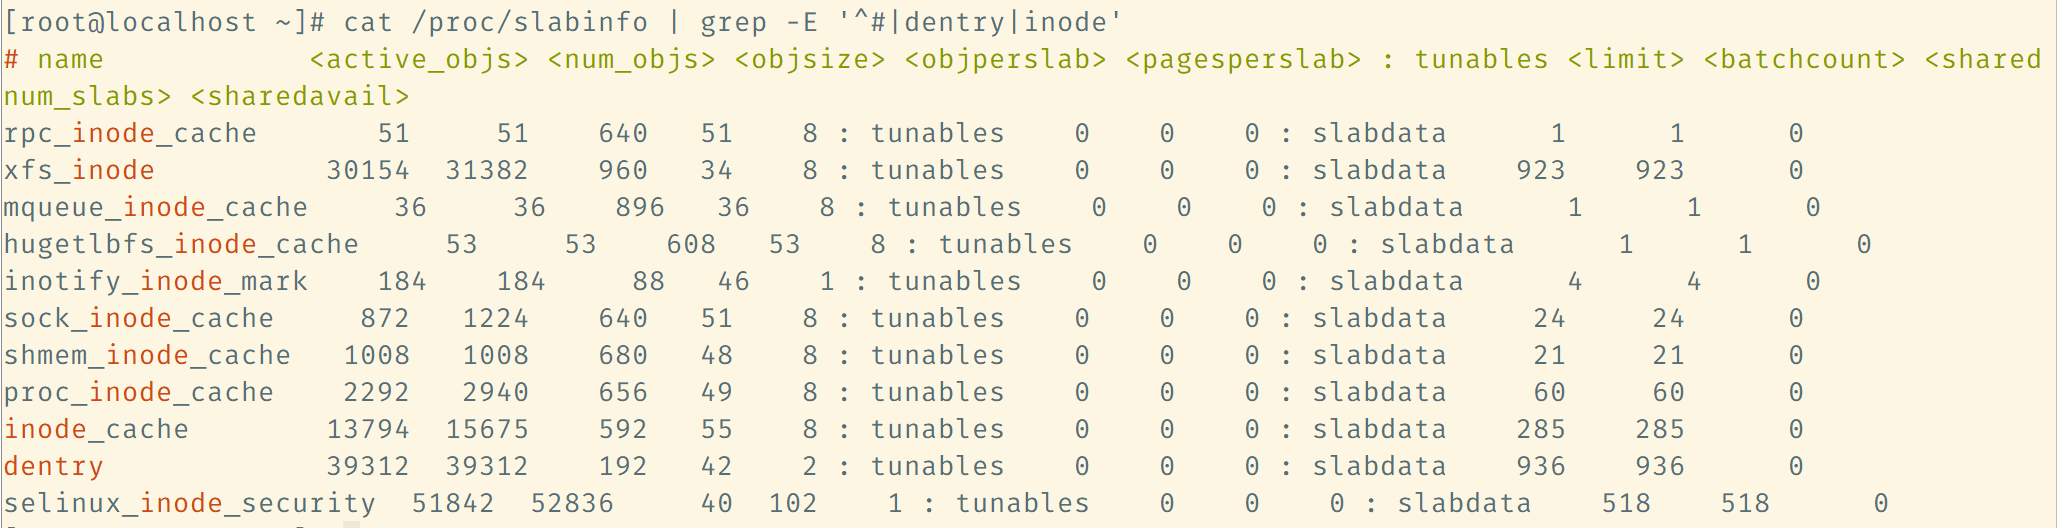 [root@localhost ~]# cat /proc/slabinfo | grep -E '^#|dentry|inode'
# name            <active_objs> <num_objs> <objsize> <objperslab> <pagesperslab> : tunables <limit> <batchcount> <shared
num_slabs> <sharedavail>
rpc_inode_cache       51     51    640   51    8 : tunables    0    0    0 : slabdata      1      1      0
xfs_inode          30154  31382    960   34    8 : tunables    0    0    0 : slabdata    923    923      0
mqueue_inode_cache     36     36    896   36    8 : tunables    0    0    0 : slabdata      1      1      0
hugetlbfs_inode_cache     53     53    608   53    8 : tunables    0    0    0 : slabdata      1      1      0
inotify_inode_mark    184    184     88   46    1 : tunables    0    0    0 : slabdata      4      4      0
sock_inode_cache     872   1224    640   51    8 : tunables    0    0    0 : slabdata     24     24      0
shmem_inode_cache   1008   1008    680   48    8 : tunables    0    0    0 : slabdata     21     21      0
proc_inode_cache    2292   2940    656   49    8 : tunables    0    0    0 : slabdata     60     60      0
inode_cache        13794  15675    592   55    8 : tunables    0    0    0 : slabdata    285    285      0
dentry             39312  39312    192   42    2 : tunables    0    0    0 : slabdata    936    936      0
selinux_inode_security  51842  52836     40  102    1 : tunables    0    0    0 : slabdata    518    518      0